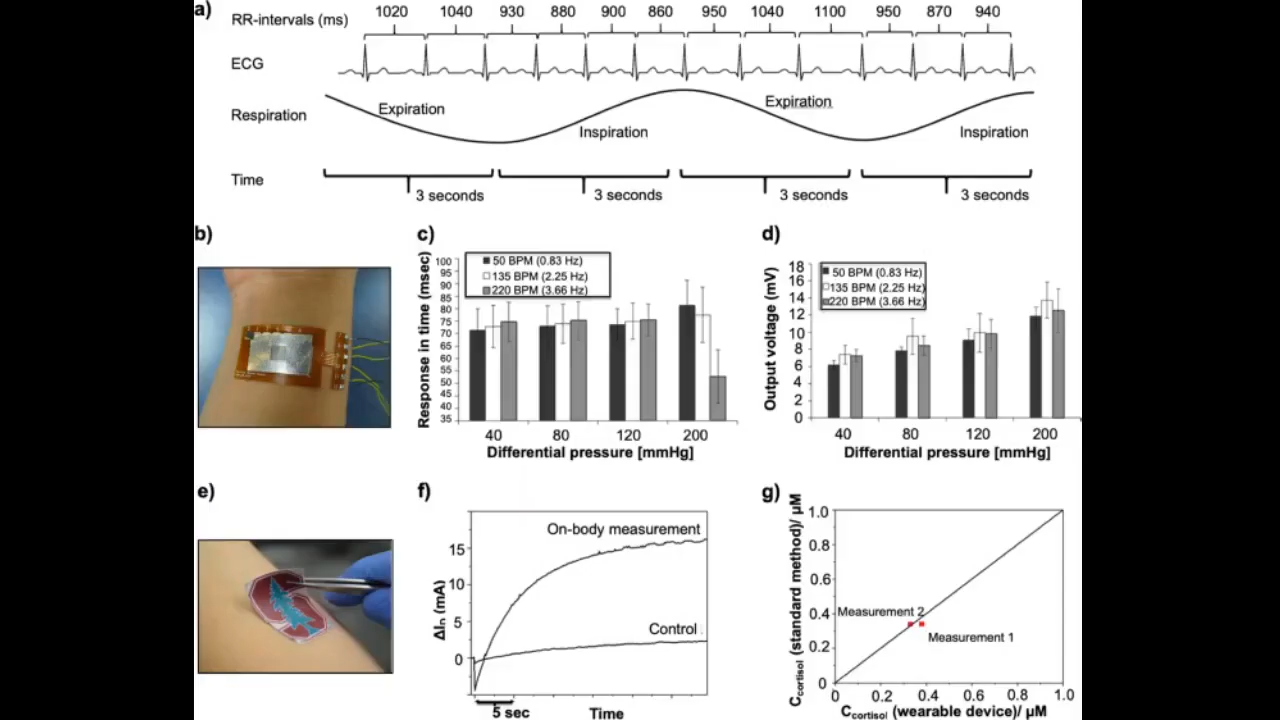 a)
RR-intervals (ms)
1020 1040 930 880 900 860 950 1040 1100 950 870 940
ECG
Respiration
Expiration
Inspiration
Expiration
Inspiration
Time
3 seconds 3 seconds 3 seconds 3 seconds
b)
c)
Response in time (msec)
100
95
90
85
80
75
70
65
60
55
50
45
40
35
50 BPM (0.83 Hz)
135 BPM (2.25 Hz)
220 BPM (3.66 Hz)
40 80 120 200
Differential pressure [mmHg]
d)
Output voltage (mV)
18
16
14
12
10
8
6
4
2
0
50 BPM (0.83 Hz)
135 BPM (2.25 Hz)
220 BPM (3.66 Hz)
40 80 120 200
Differential pressure [mmHg]
e)
f)
ΔIn (mA)
15
10
5
0
On-body measurement
Control
5 sec
Time
g)
Ccortisol (standard method)/ µM
1.0
0.8
0.6
0.4
0.2
0
Measurement 2
Measurement 1
0 0.2 0.4 0.6 0.8 1.0
Ccortisol (wearable device)/ µM